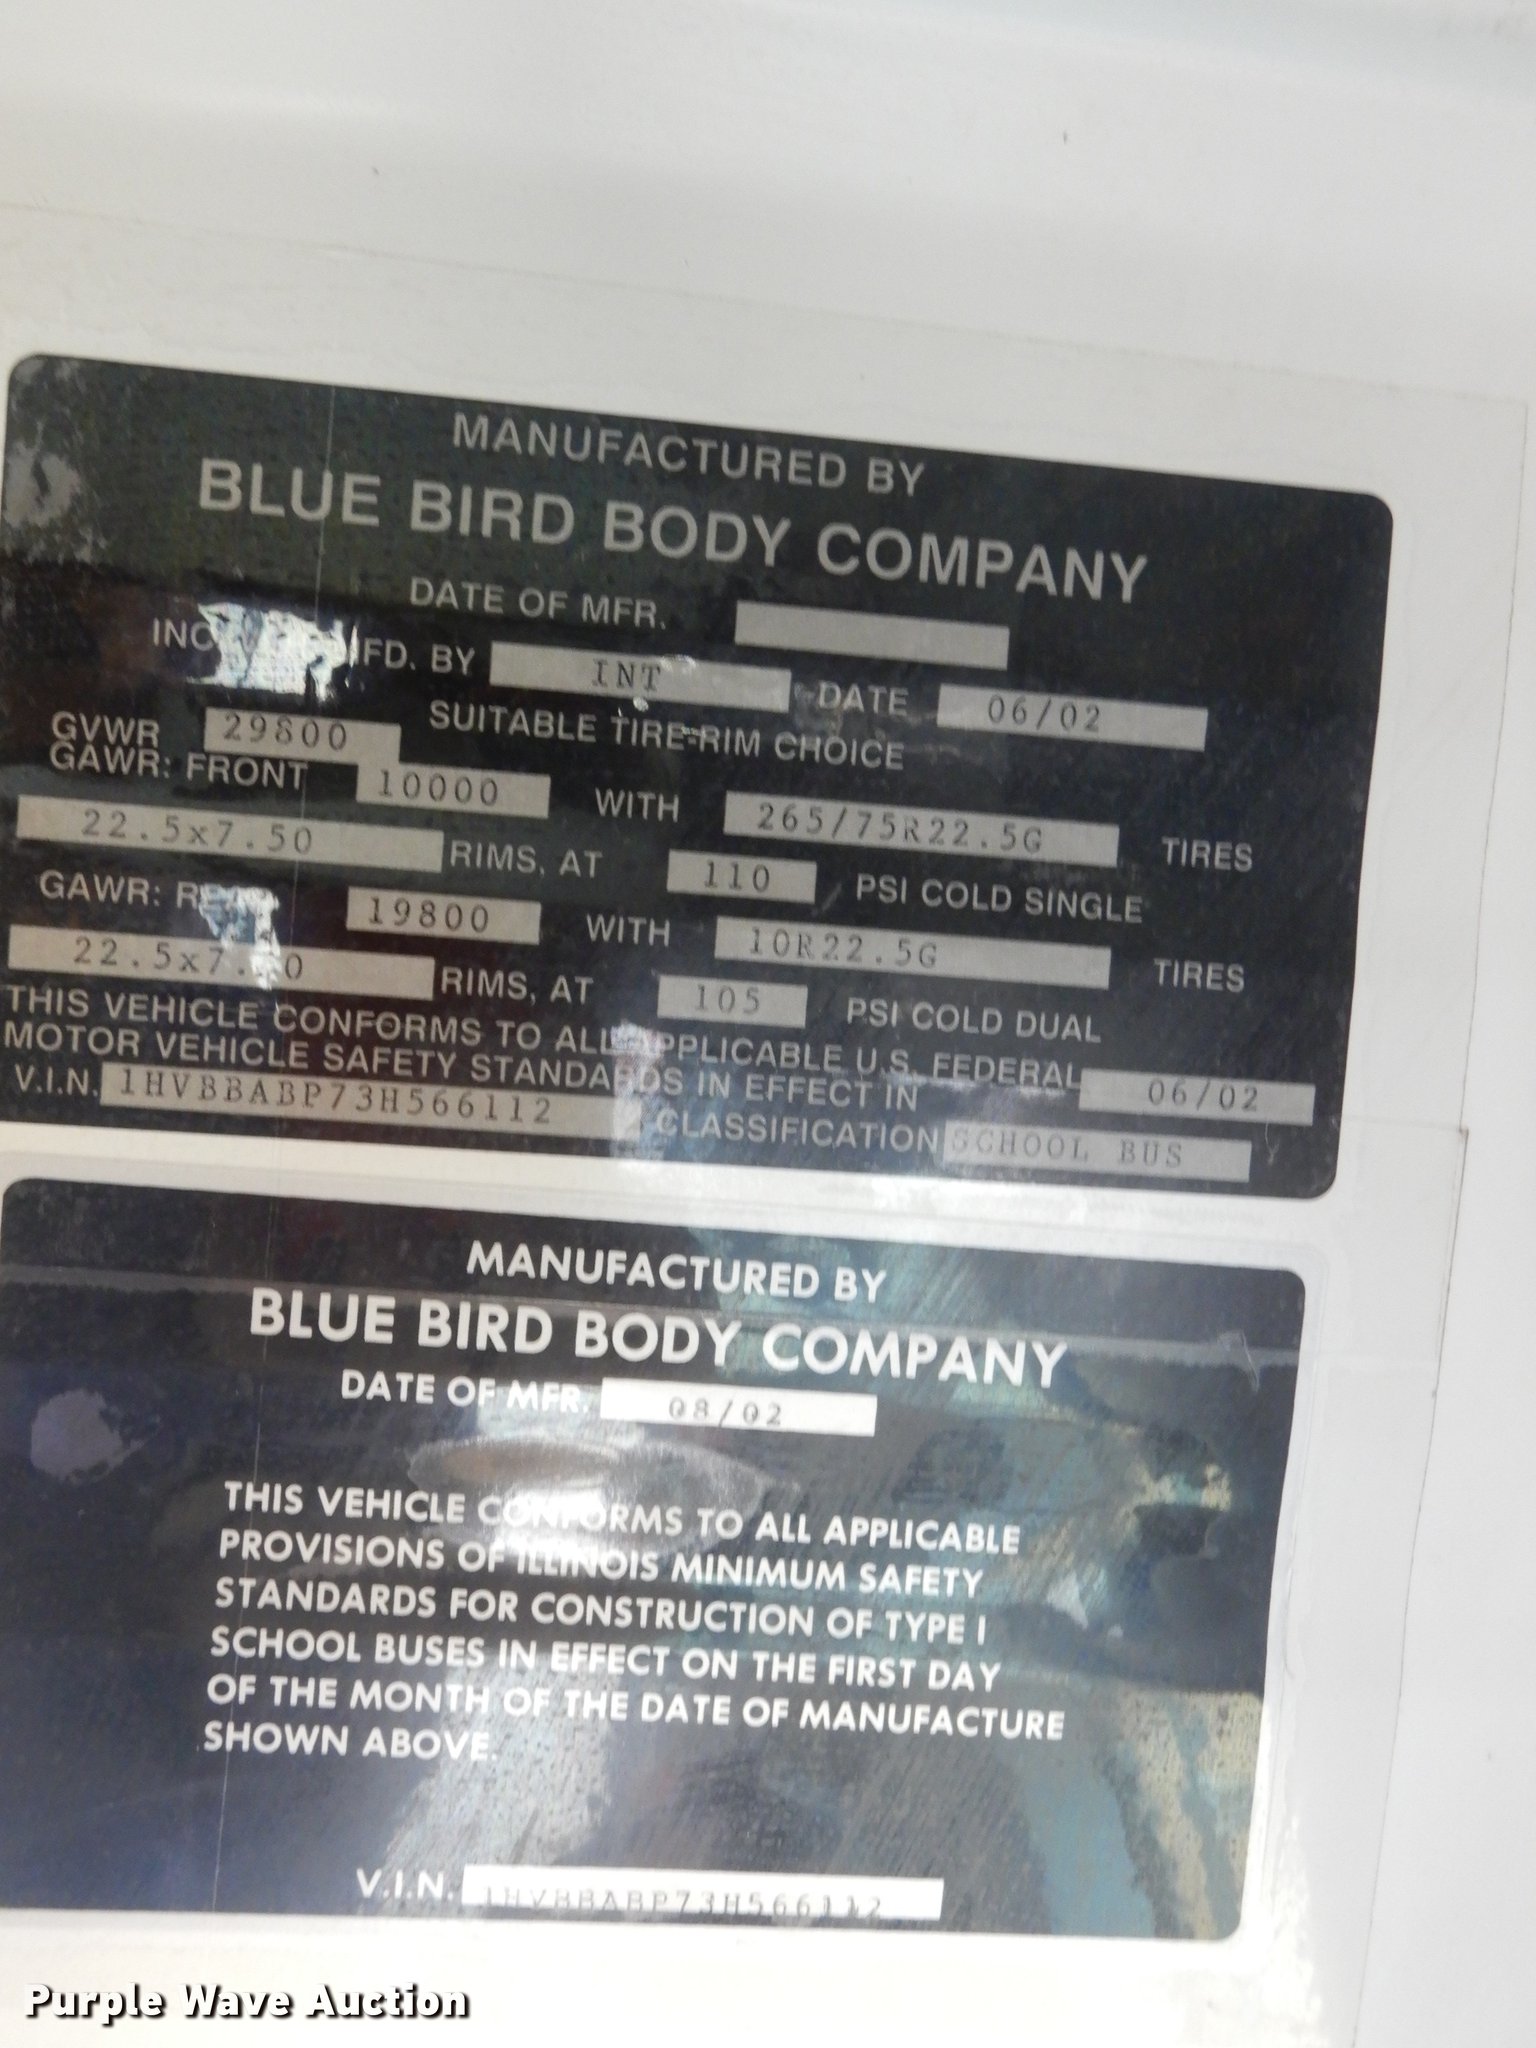 MANUFACTURED BY
BLUE BIRD BODY COMPANY
DATE OF MFR.
MFD. BY INT DATE 06/02
SUITABLE TIRE-RIM CHOICE
GVWR 29800
GAWR: FRONT 10000 WITH 265/75R22.5G TIRES
22.5x7.50 RIMS, AT 110 PSI COLD SINGLE
GAWR: REAR 19800 WITH 10R22.5G TIRES
RIMS, AT 105 PSI COLD DUAL
THIS VEHICLE CONFORMS TO ALL APPLICABLE U.S. FEDERAL
MOTOR VEHICLE SAFETY STANDARDS IN EFFECT IN 06/02
V.I.N. 1HVBBABP73H566112 CLASSIFICATION SCHOOL BUS
MANUFACTURED BY
BLUE BIRD BODY COMPANY
DATE OF MFR. 08/02
THIS VEHICLE CONFORMS TO ALL APPLICABLE
PROVISIONS OF ILLINOIS MINIMUM SAFETY
STANDARDS FOR CONSTRUCTION OF TYPE I
SCHOOL BUSES IN EFFECT ON THE FIRST DAY
OF THE MONTH OF THE DATE OF MANUFACTURE
SHOWN ABOVE.
V.I.N. 1HVBBABP73H566112
Purple Wave Auction